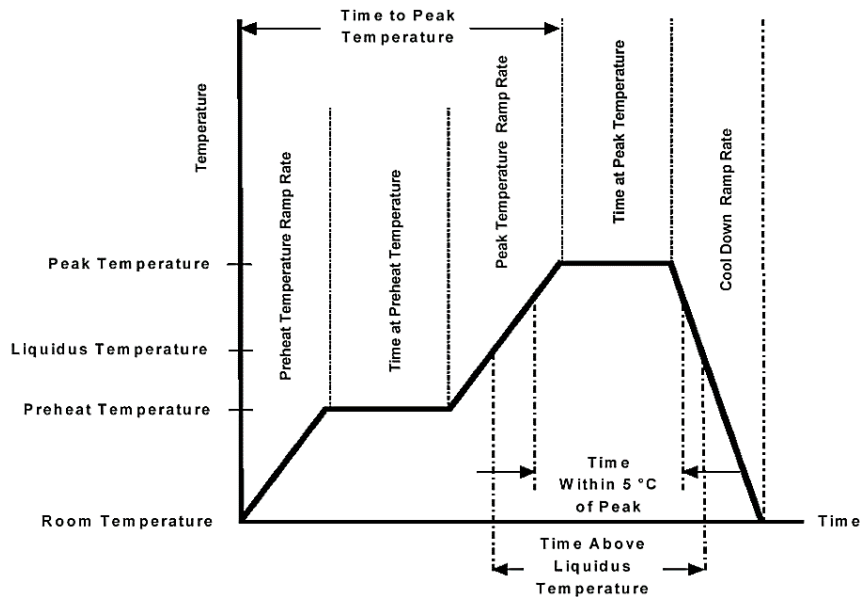 Time to Peak
Temperature
Temperature
Preheat Temperature Ramp Rate
Time at Preheat Temperature
Peak Temperature Ramp Rate
Time at Peak Temperature
Cool Down Ramp Rate
Peak Temperature
Liquidus Temperature
Preheat Temperature
Room Temperature
Time
Within 5 °C
of Peak
Time
Time Above
Liquidus
Temperature